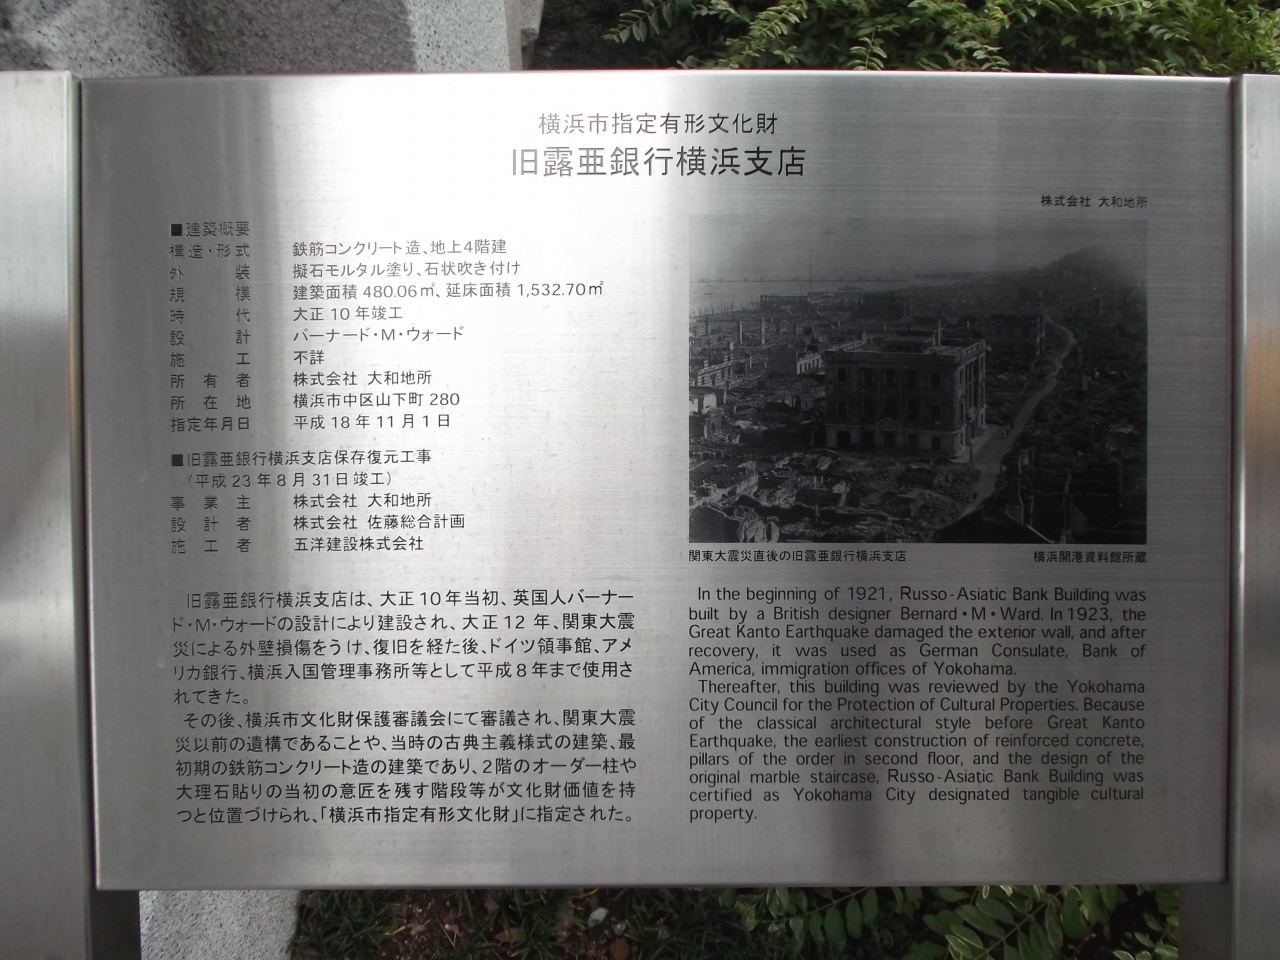 横浜市指定有形文化財
旧露亜銀行横浜支店
株式会社 大和地所
■建築概要
構造・形式 鉄筋コンクリート造、地上4階建
外装 擬石モルタル塗り、石状吹き付け
規模 建築面積 480.06㎡、延床面積 1,532.70㎡
時代 大正10年竣工
設計 バーナード・M・ウォード
施工 不詳
所有者 株式会社 大和地所
所在地 横浜市中区山下町280
指定年月日 平成18年11月1日
■旧露亜銀行横浜支店保存復元工事
（平成23年8月31日竣工）
事業主 株式会社 大和地所
設計者 株式会社 佐藤総合計画
施工者 五洋建設株式会社
関東大震災直後の旧露亜銀行横浜支店 横浜開港資料館所蔵
旧露亜銀行横浜支店は、大正10年当初、英国人バーナー
ド・M・ウォードの設計により建設され、大正12年、関東大震
災による外壁損傷をうけ、復旧を経た後、ドイツ領事館、アメ
リカ銀行、横浜入国管理事務所等として平成8年まで使用さ
れてきた。
その後、横浜市文化財保護審議会にて審議され、関東大震
災以前の遺構であることや、当時の古典主義様式の建築、最
初期の鉄筋コンクリート造の建築であり、2階のオーダー柱や
大理石貼りの当初の意匠を残す階段等が文化財価値を持
つと位置づけられ、「横浜市指定有形文化財」に指定された。
In the beginning of 1921, Russo-Asiatic Bank Building was
built by a British designer Bernard・M・Ward. In 1923, the
Great Kanto Earthquake damaged the exterior wall, and after
recovery, it was used as German Consulate, Bank of
America, immigration offices of Yokohama.
Thereafter, this building was reviewed by the Yokohama
City Council for the Protection of Cultural Properties. Because
of the classical architectural style before Great Kanto
Earthquake, the earliest construction of reinforced concrete,
pillars of the order in second floor, and the design of the
original marble staircase, Russo-Asiatic Bank Building was
certified as Yokohama City designated tangible cultural
property.